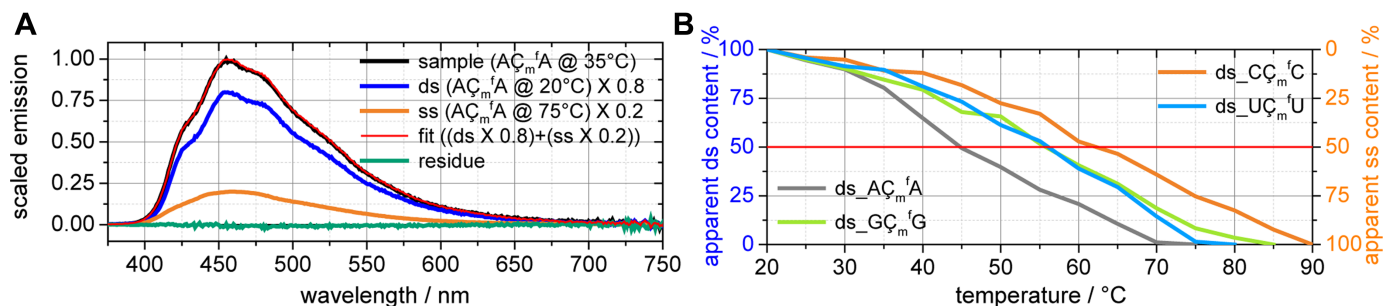 A
scaled emission
1.00
0.75
0.50
0.25
0.00
sample (AÇmfA @ 35°C)
ds (AÇmfA @ 20°C) X 0.8
ss (AÇmfA @ 75°C) X 0.2
fit ((ds X 0.8)+(ss X 0.2))
residue
400 450 500 550 600 650 700 750
wavelength / nm
B
apparent ds content / %
100
75
50
25
0
ds_CÇmfC
ds_UÇmfU
ds_AÇmfA
ds_GÇmfG
0
25
50
75
100
apparent ss content / %
20 30 40 50 60 70 80 90
temperature / °C